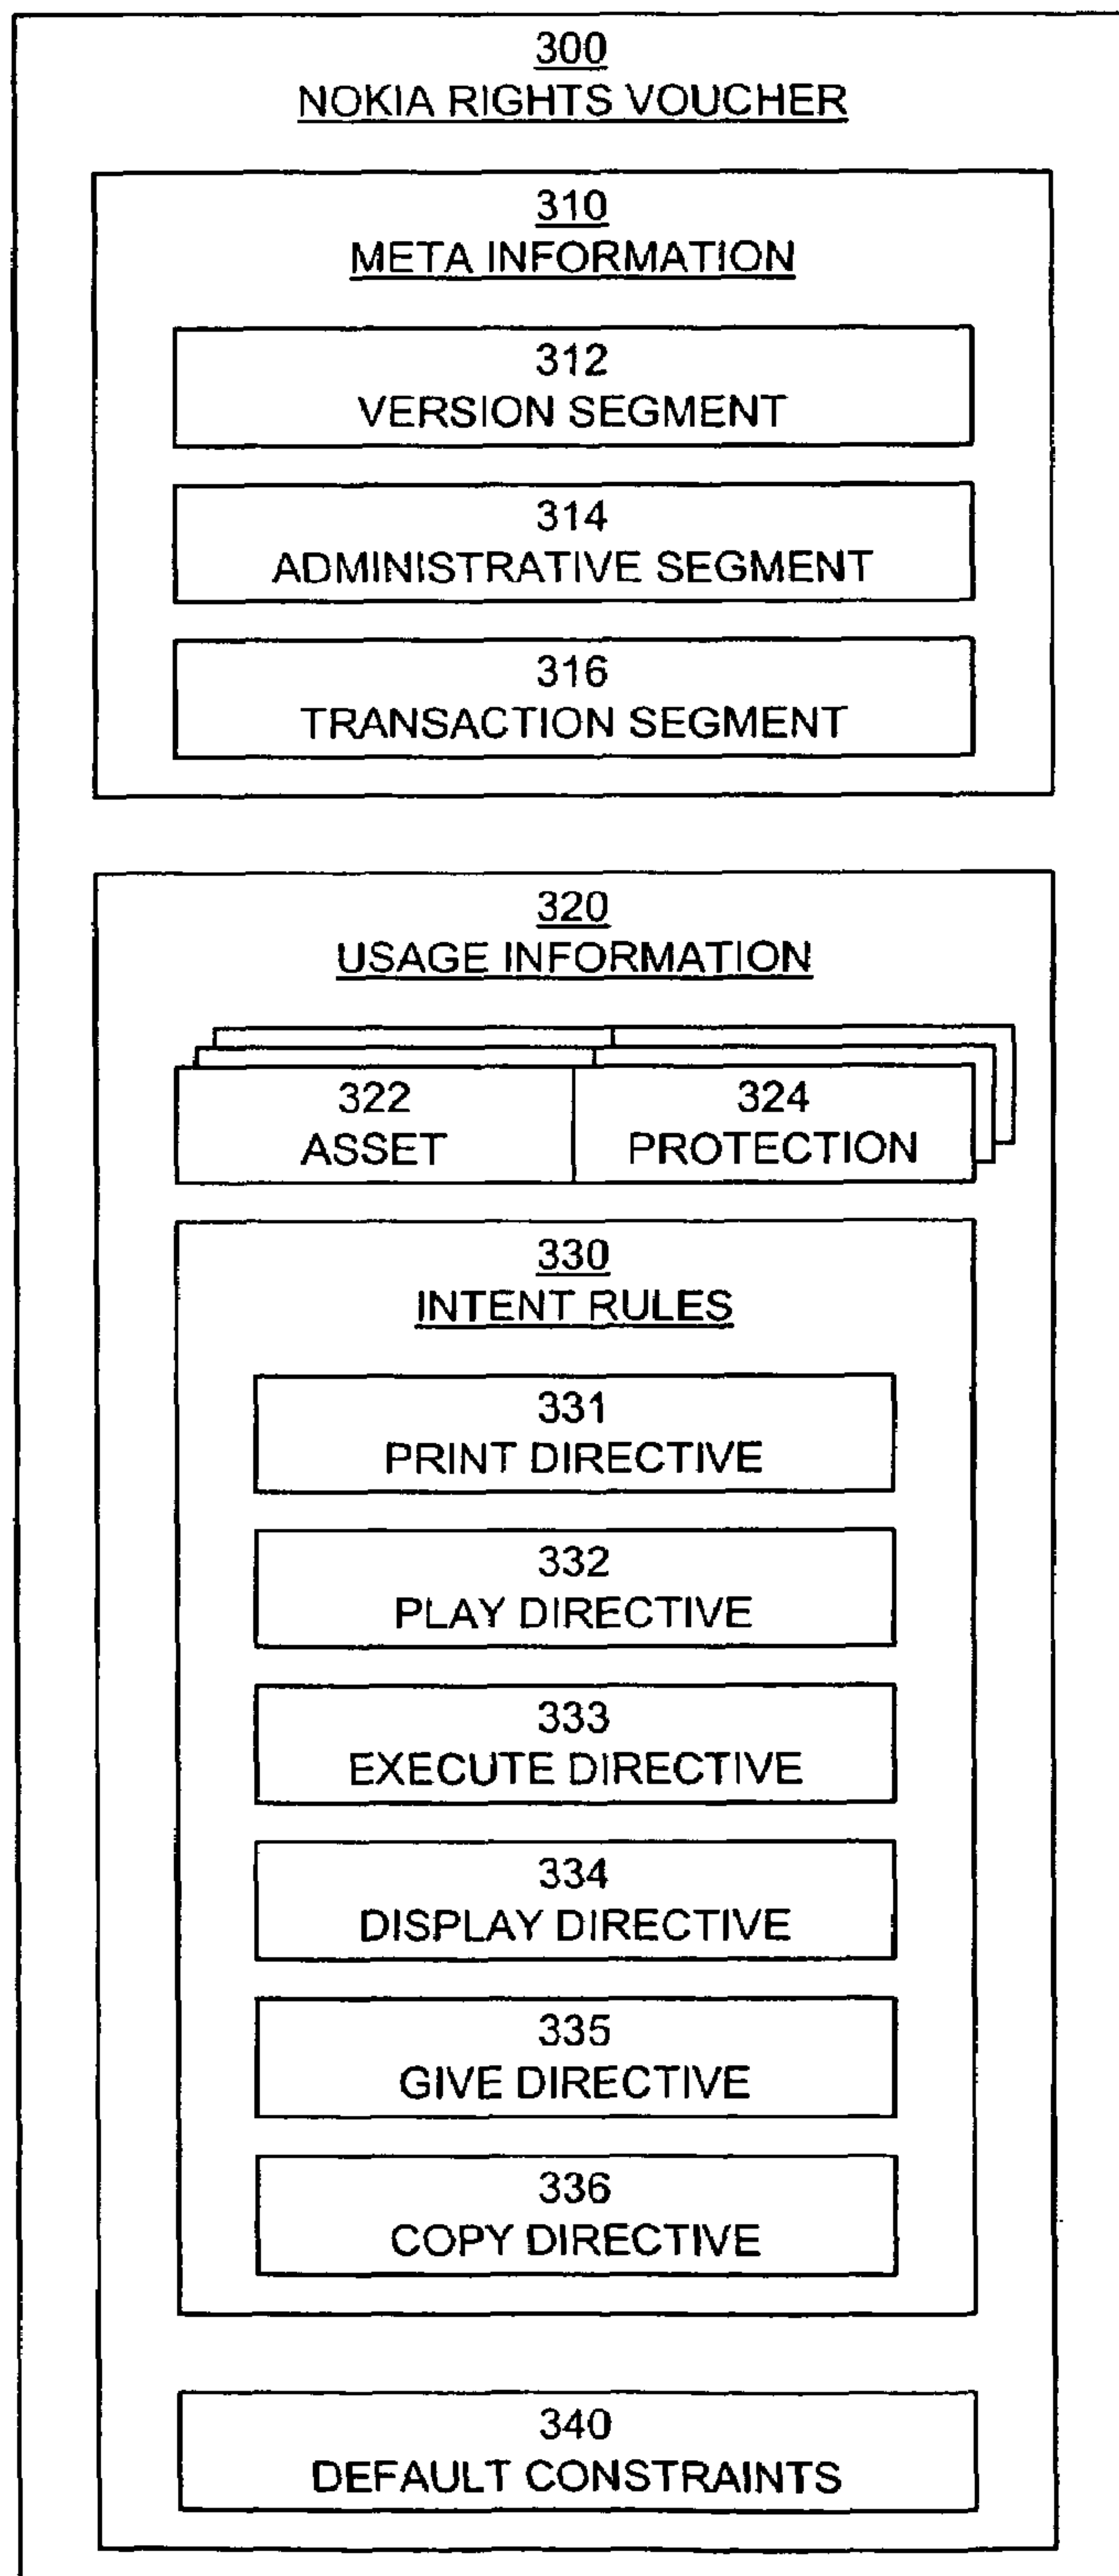 300
NOKIA RIGHTS VOUCHER
310
META INFORMATION
312
VERSION SEGMENT
314
ADMINISTRATIVE SEGMENT
316
TRANSACTION SEGMENT
320
USAGE INFORMATION
322 324
ASSET PROTECTION
330
INTENT RULES
331
PRINT DIRECTIVE
332
PLAY DIRECTIVE
333
EXECUTE DIRECTIVE
334
DISPLAY DIRECTIVE
335
GIVE DIRECTIVE
336
COPY DIRECTIVE
340
DEFAULT CONSTRAINTS